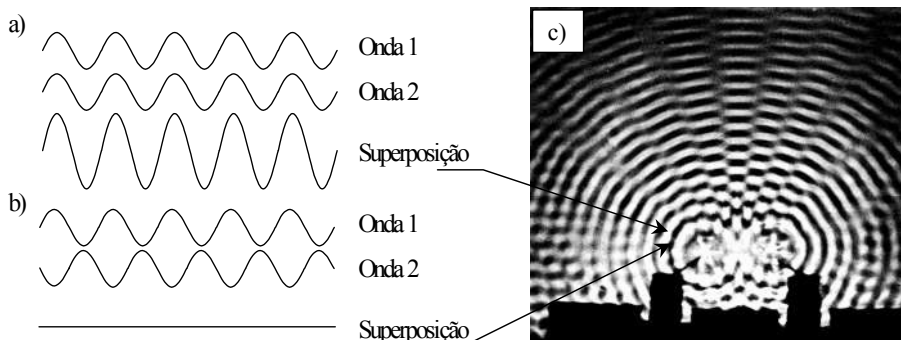 a)
Onda 1
Onda 2
Superposição
b)
Onda 1
Onda 2
Superposição
c)